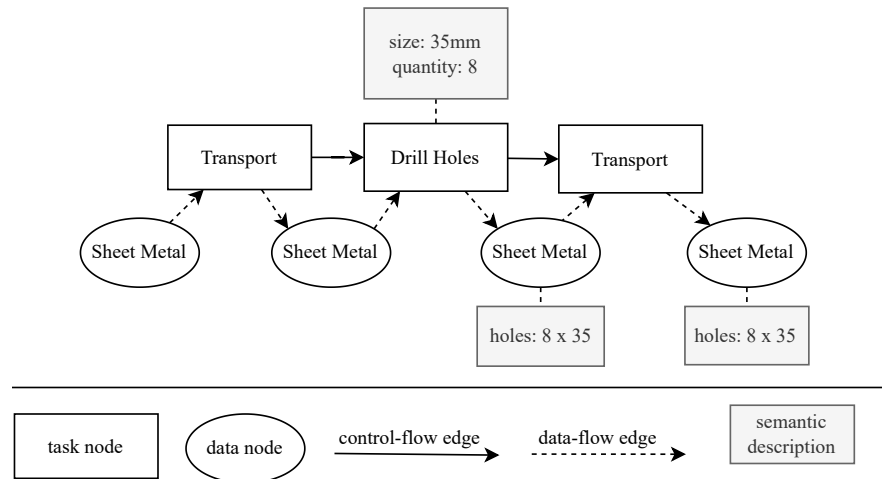 size: 35mm
quantity: 8
Transport
Drill Holes
Transport
Sheet Metal
Sheet Metal
Sheet Metal
Sheet Metal
holes: 8 x 35
holes: 8 x 35
task node
data node
control-flow edge
data-flow edge
semantic
description